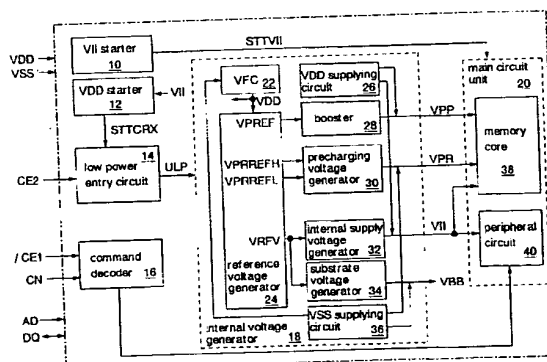 VII starter
10
STTVII
VDD
VSS
VDD starter
12
VII
STTCRX
low power
entry circuit
14
CE2
ULP
/CE1
CN
command
decoder
16
AD
DQ
VFC
22
VDD
VPREF
VPRREFH
VPRREFL
VRFV
reference
voltage
generator
24
internal voltage
generator
18
VDD supplying
circuit
26
booster
28
precharging
voltage
generator
30
internal supply
voltage
generator
32
substrate
voltage
generator
34
VSS supplying
circuit
36
VPP
VPR
VII
VBB
main circuit
unit
20
memory
core
38
peripheral
circuit
40